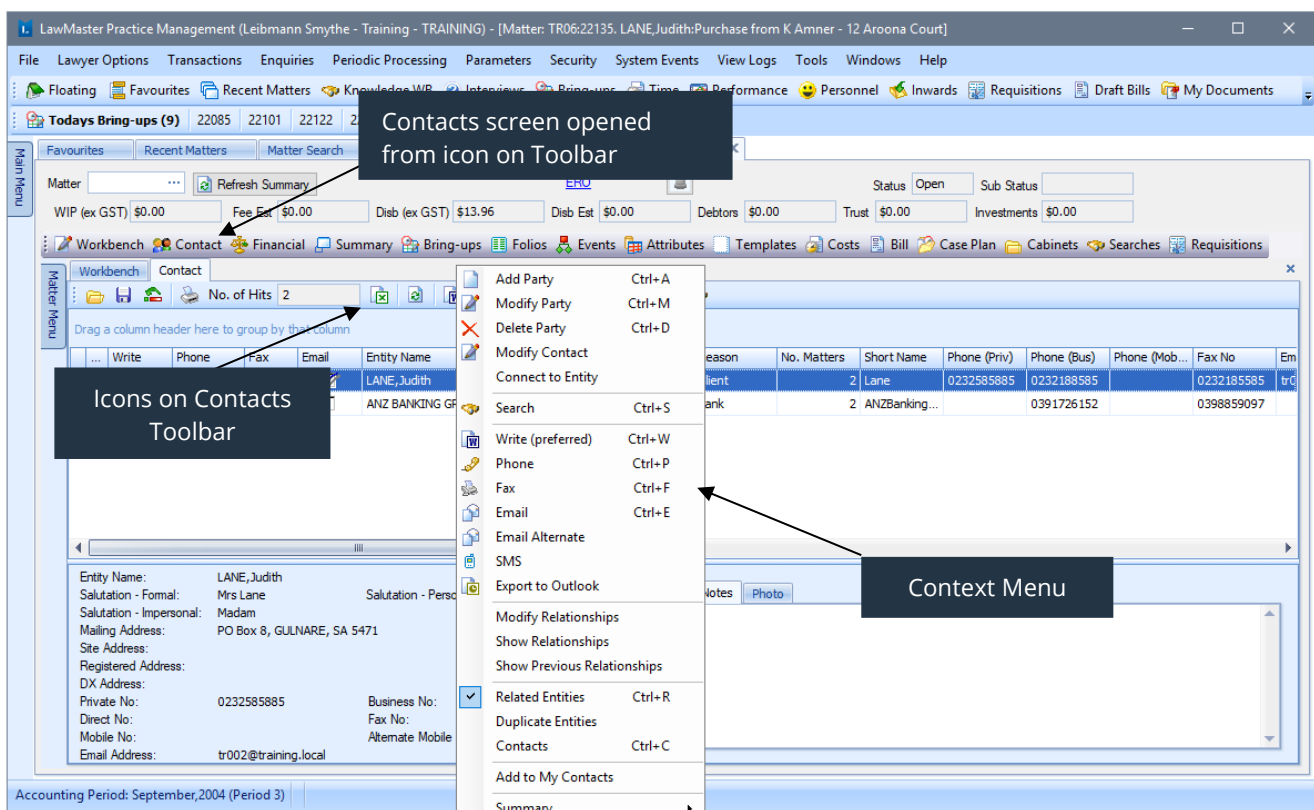 LawMaster Practice Management (Leibmann Smythe - Training - TRAINING) - [Matter: TR06:22135. LANE,Judith:Purchase from K Amner - 12 Aroona Court]
File Lawyer Options Transactions Enquiries Periodic Processing Parameters Security System Events View Logs Tools Windows Help
Floating Favourites Recent Matters Performance Personnel Inwards Requisitions Draft Bills My Documents
Todays Bring-ups (9) 22085 22101 22122
Contacts screen opened
from icon on Toolbar
Main Menu
Favourites Recent Matters Matter Search
Matter ... Refresh Summary ERO Status Open Sub Status
WIP (ex GST) $0.00 Fee Est $0.00 Disb (ex GST) $13.96 Disb Est $0.00 Debtors $0.00 Trust $0.00 Investments $0.00
Workbench Contact Financial Summary Bring-ups Folios Events Attributes Templates Costs Bill Case Plan Cabinets Searches Requisitions
Matter Menu
Workbench Contact
No. of Hits 2
Drag a column header here to group by that column
... Write Phone Fax Email Entity Name No. Matters Short Name Phone (Priv) Phone (Bus) Phone (Mob... Fax No Em
LANE,Judith 2 Lane 0232585885 0232188585 0232185585
ANZ BANKING 2 ANZBanking... 0391726152 0398859097
Icons on Contacts
Toolbar
Add Party Ctrl+A
Modify Party Ctrl+M
Delete Party Ctrl+D
Modify Contact
Connect to Entity
Search Ctrl+S
Write (preferred) Ctrl+W
Phone Ctrl+P
Fax Ctrl+F
Email Ctrl+E
Email Alternate
SMS
Export to Outlook
Modify Relationships
Show Relationships
Show Previous Relationships
Related Entities Ctrl+R
Duplicate Entities
Contacts Ctrl+C
Add to My Contacts
Summary
Context Menu
Notes Photo
Entity Name: LANE,Judith
Salutation - Formal: Mrs Lane Salutation - Perso
Salutation - Impersonal: Madam
Mailing Address: PO Box 8, GULNARE, SA 5471
Site Address:
Registered Address:
DX Address:
Private No: 0232585885 Business No:
Direct No: Fax No:
Mobile No: Alternate Mobile
Email Address: tr002@training.local
Accounting Period: September,2004 (Period 3)